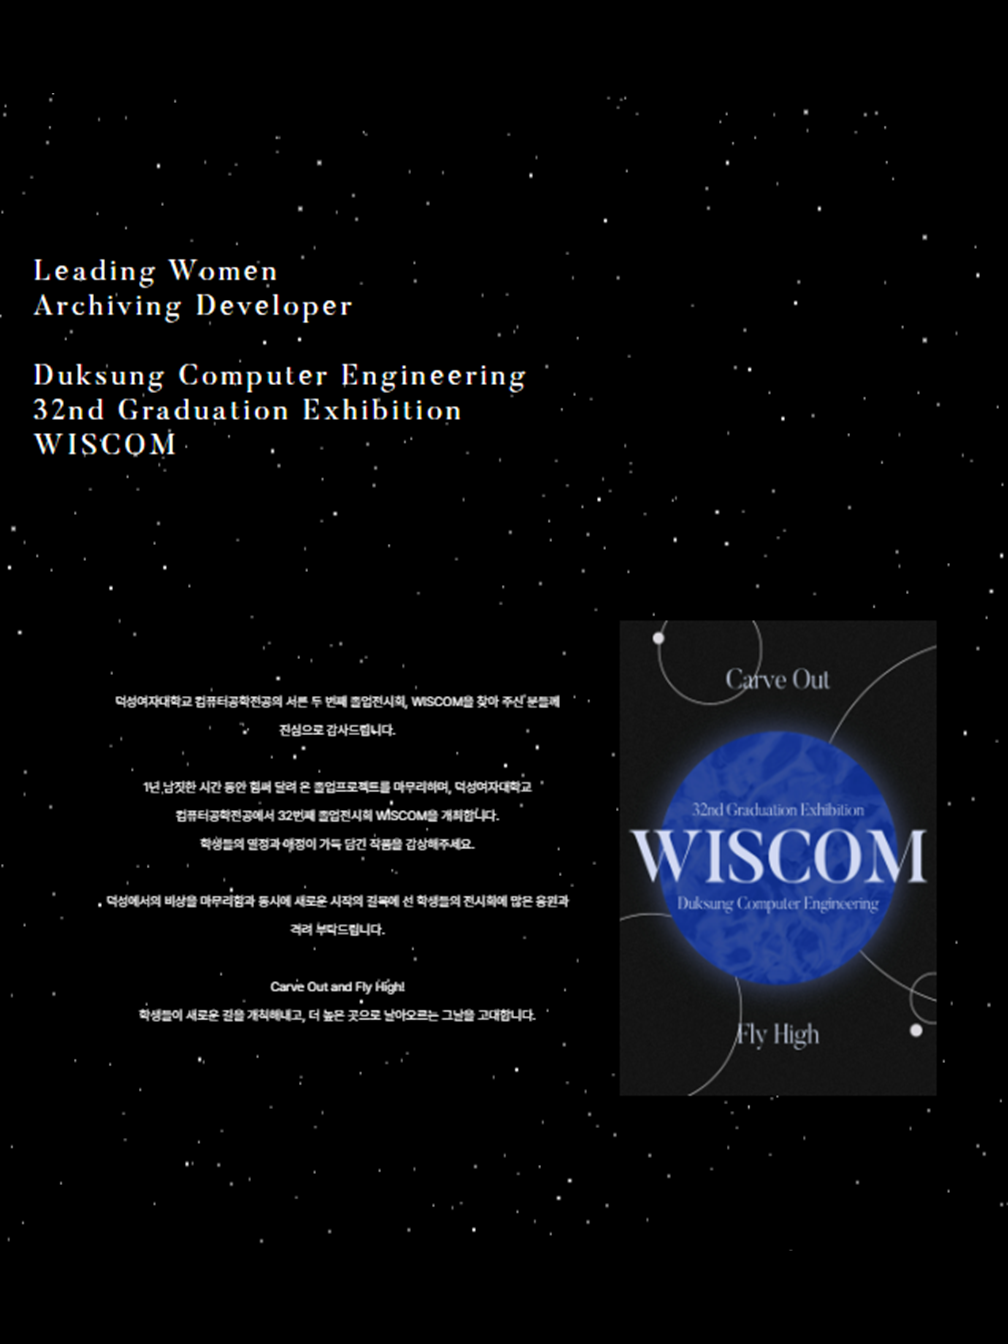 Leading Women
Archiving Developer
Duksung Computer Engineering
32nd Graduation Exhibition
WISCOM
덕성여자대학교 컴퓨터공학전공의 서른 두 번째 졸업전시회, WISCOM을 찾아 주신 분들께
진심으로 감사드립니다.
1년 남짓한 시간 동안 힘써 달려 온 졸업프로젝트를 마무리하며, 덕성여자대학교
컴퓨터공학전공에서 32번째 졸업전시회 WISCOM을 개최합니다.
학생들의 열정과 애정이 가득 담긴 작품을 감상해주세요.
덕성에서의 비상을 마무리함과 동시에 새로운 시작의 길목에 선 학생들의 전시회에 많은 응원과
격려 부탁드립니다.
Carve Out and Fly High!
학생들이 새로운 길을 개척해내고, 더 높은 곳으로 날아오르는 그날을 고대합니다.
Carve Out
32nd Graduation Exhibition
WISCOM
Duksung Computer Engineering
Fly High